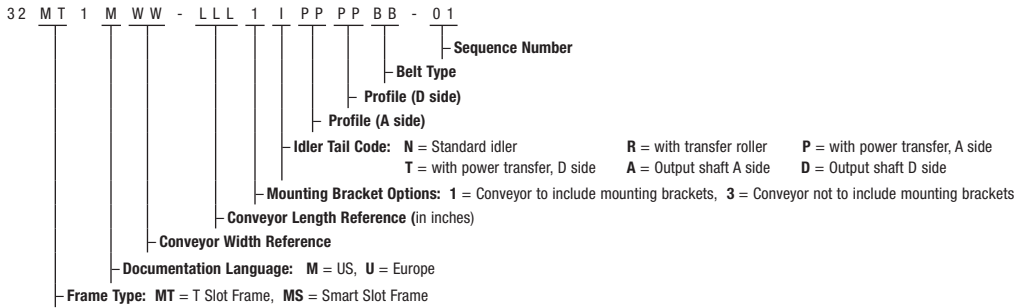 32 MT 1 M WW - LLL 1 I PP PP BB - 01
Sequence Number
Belt Type
Profile (D side)
Profile (A side)
Idler Tail Code: N = Standard idler R = with transfer roller P = with power transfer, A side
T = with power transfer, D side A = Output shaft A side D = Output shaft D side
Mounting Bracket Options: 1 = Conveyor to include mounting brackets, 3 = Conveyor not to include mounting brackets
Conveyor Length Reference (in inches)
Conveyor Width Reference
Documentation Language: M = US, U = Europe
Frame Type: MT = T Slot Frame, MS = Smart Slot Frame